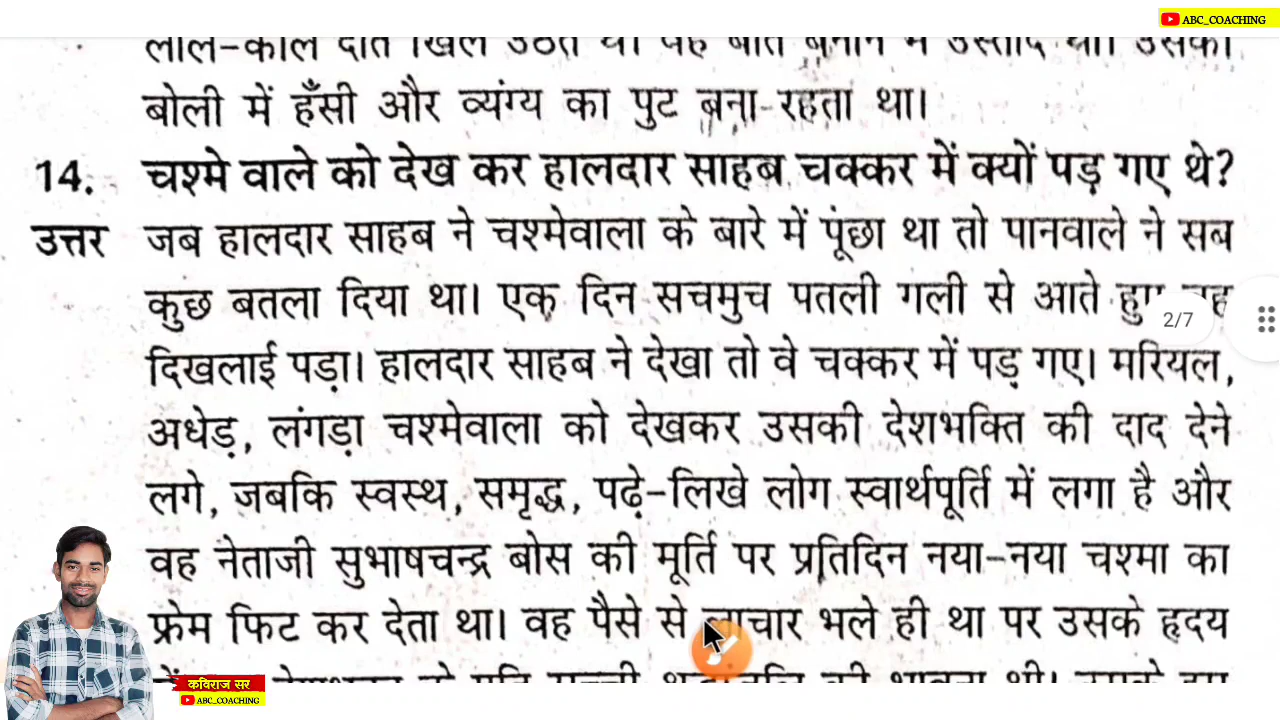 ABC_COACHING
बोली में हँसी और व्यंग्य का पुट बना रहता था।
14. चश्मे वाले को देख कर हालदार साहब चक्कर में क्यों पड़ गए थे?
उत्तर जब हालदार साहब ने चश्मेवाला के बारे में पूंछा था तो पानवाले ने सब
कुछ बतला दिया था। एक दिन सचमुच पतली गली से आते
2/7
दिखलाई पड़ा। हालदार साहब ने देखा तो वे चक्कर में पड़ गए। मरियल,
अधेड़, लंगड़ा चश्मेवाला को देखकर उसकी देशभक्ति की दाद देने
लगे, जबकि स्वस्थ, समृद्ध, पढ़े-लिखे लोग स्वार्थपूर्ति में लगा है और
वह नेताजी सुभाषचन्द्र बोस की मूर्ति पर प्रतिदिन नया-नया चश्मा का
फ्रेम फिट कर देता था। वह पैसे से लाचार भले ही था पर उसके हृदय
कविराज सर
ABC_COACHING